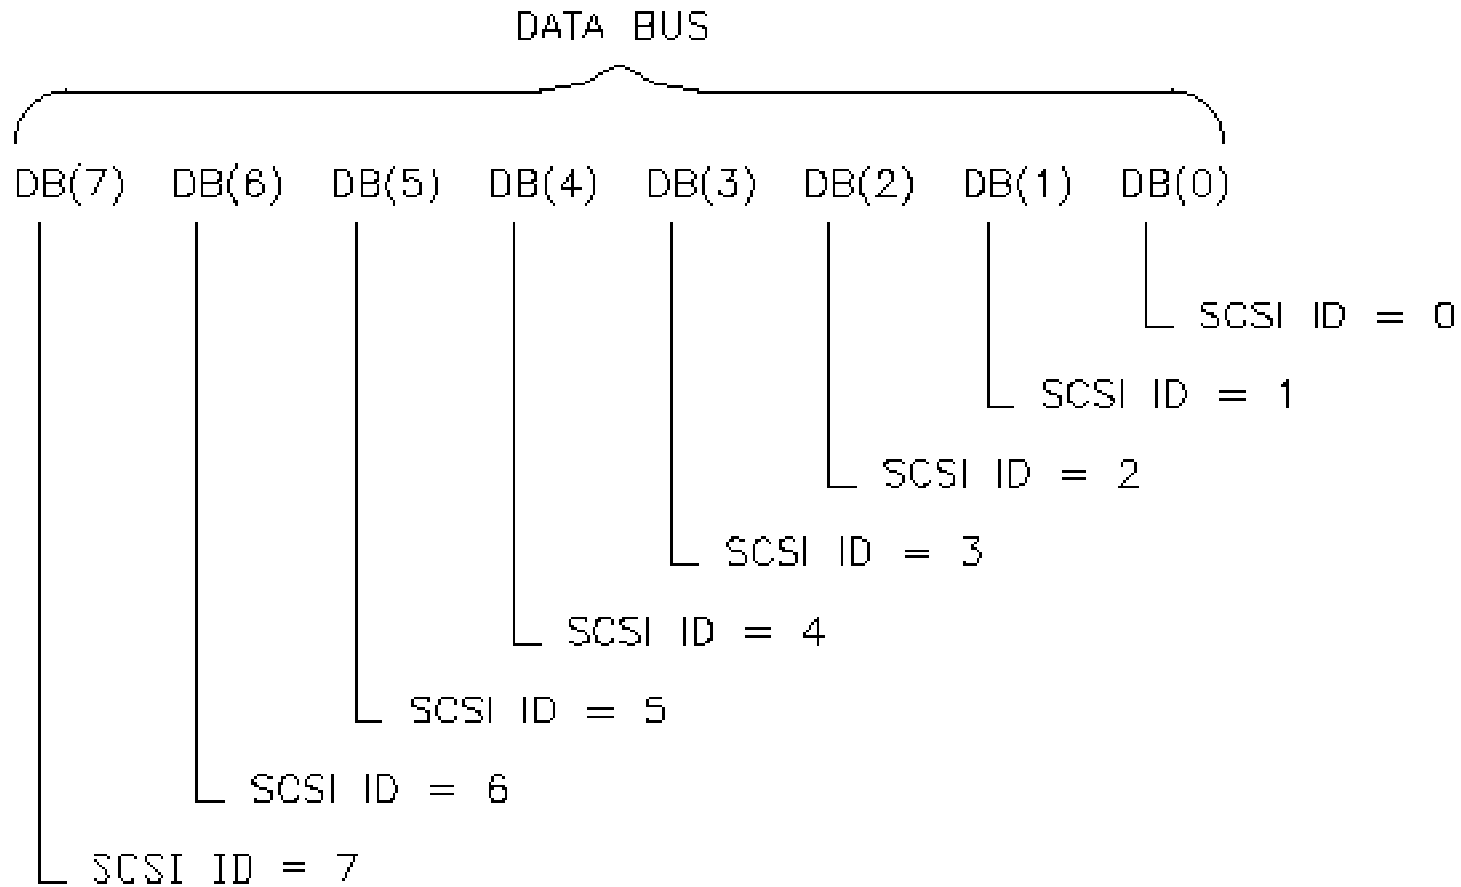 DATA BUS
DB(7) DB(6) DB(5) DB(4) DB(3) DB(2) DB(1) DB(0)
SCSI ID = 0
SCSI ID = 1
SCSI ID = 2
SCSI ID = 3
SCSI ID = 4
SCSI ID = 5
SCSI ID = 6
SCSI ID = 7